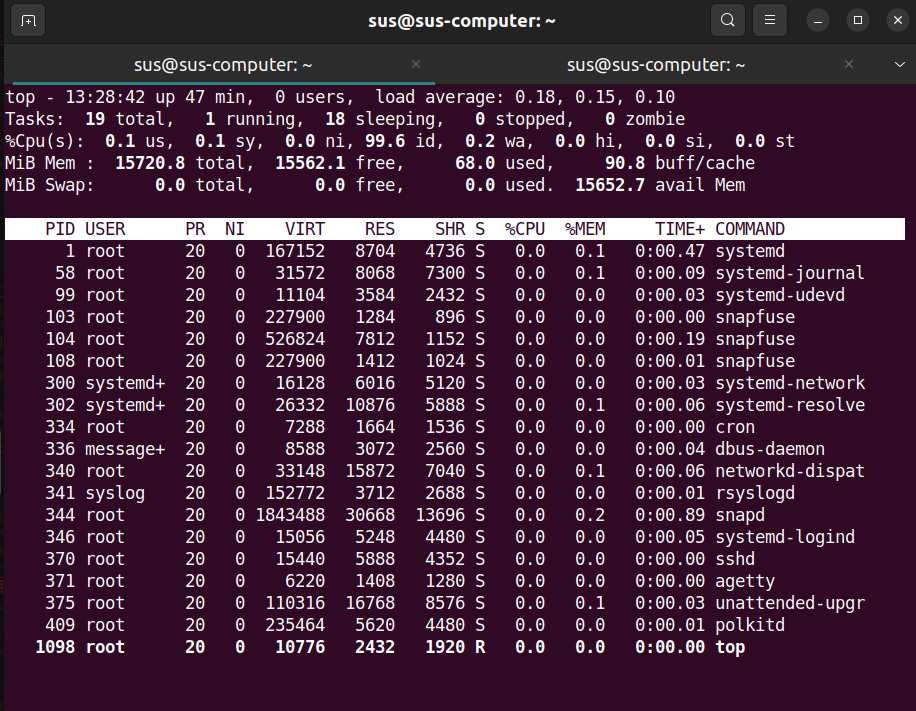 sus@sus-computer: ~
sus@sus-computer: ~ × sus@sus-computer: ~ ×
top - 13:28:42 up 47 min,  0 users,  load average: 0.18, 0.15, 0.10
Tasks:  19 total,   1 running,  18 sleeping,   0 stopped,   0 zombie
%Cpu(s):  0.1 us,  0.1 sy,  0.0 ni, 99.6 id,  0.2 wa,  0.0 hi,  0.0 si,  0.0 st
MiB Mem :  15720.8 total,  15562.1 free,     68.0 used,     90.8 buff/cache
MiB Swap:      0.0 total,      0.0 free,      0.0 used.  15652.7 avail Mem
    PID USER      PR  NI    VIRT    RES    SHR S  %CPU  %MEM     TIME+ COMMAND
      1 root      20   0  167152   8704   4736 S   0.0   0.1   0:00.47 systemd
     58 root      20   0   31572   8068   7300 S   0.0   0.1   0:00.09 systemd-journal
     99 root      20   0   11104   3584   2432 S   0.0   0.0   0:00.03 systemd-udevd
    103 root      20   0  227900   1284    896 S   0.0   0.0   0:00.00 snapfuse
    104 root      20   0  526824   7812   1152 S   0.0   0.0   0:00.19 snapfuse
    108 root      20   0  227900   1412   1024 S   0.0   0.0   0:00.01 snapfuse
    300 systemd+  20   0   16128   6016   5120 S   0.0   0.0   0:00.03 systemd-network
    302 systemd+  20   0   26332  10876   5888 S   0.0   0.1   0:00.06 systemd-resolve
    334 root      20   0    7288   1664   1536 S   0.0   0.0   0:00.00 cron
    336 message+  20   0    8588   3072   2560 S   0.0   0.0   0:00.04 dbus-daemon
    340 root      20   0   33148  15872   7040 S   0.0   0.1   0:00.06 networkd-dispat
    341 syslog    20   0  152772   3712   2688 S   0.0   0.0   0:00.01 rsyslogd
    344 root      20   0 1843488  30668  13696 S   0.0   0.2   0:00.89 snapd
    346 root      20   0   15056   5248   4480 S   0.0   0.0   0:00.05 systemd-logind
    370 root      20   0   15440   5888   4352 S   0.0   0.0   0:00.00 sshd
    371 root      20   0    6220   1408   1280 S   0.0   0.0   0:00.00 agetty
    375 root      20   0  110316  16768   8576 S   0.0   0.1   0:00.03 unattended-upgr
    409 root      20   0  235464   5620   4480 S   0.0   0.0   0:00.01 polkitd
   1098 root      20   0   10776   2432   1920 R   0.0   0.0   0:00.00 top